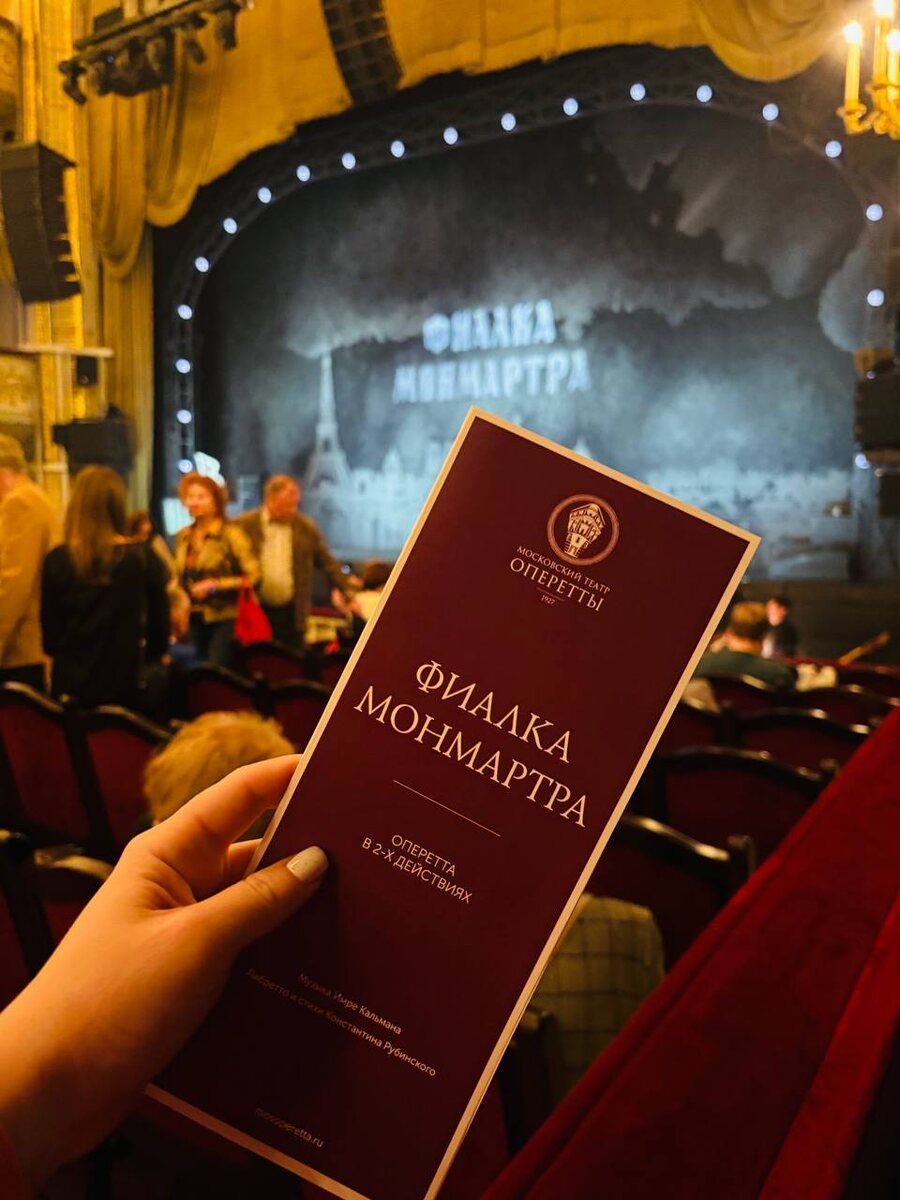 ФИАЛКА
МОНМАРТРА
МОСКОВСКИЙ ТЕАТР
ОПЕРЕТТЫ
1927
ФИАЛКА
МОНМАРТРА
ОПЕРЕТТА
В 2-Х ДЕЙСТВИЯХ
Музыка Имре Кальмана
Либретто и стихи Константина Рубинского
mosoperetta.ru